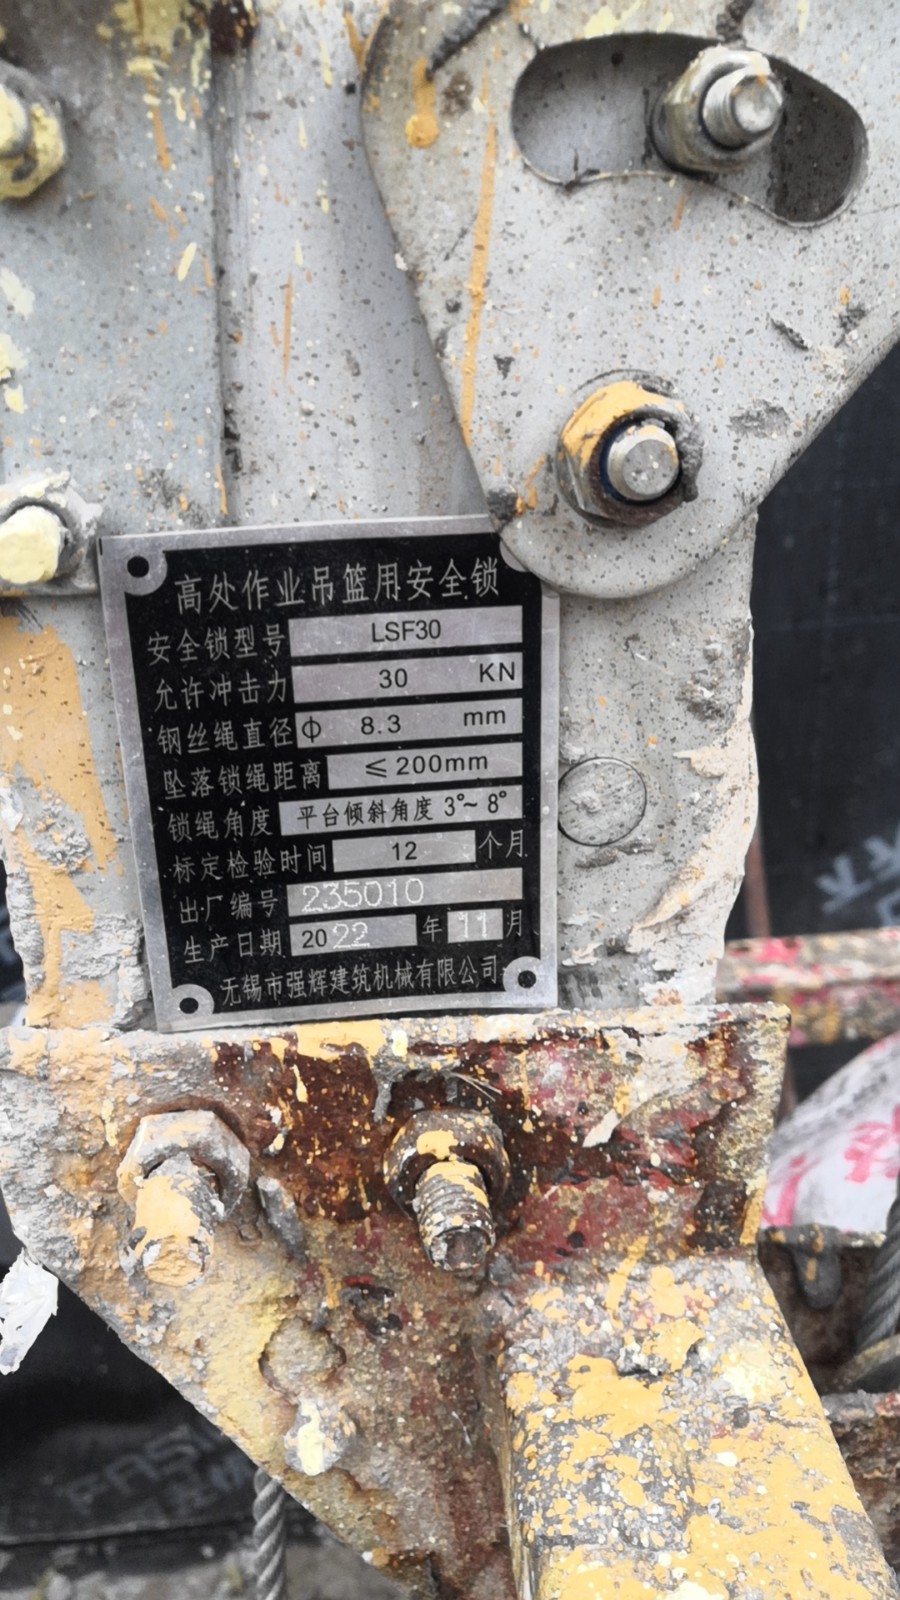 高处作业吊篮用安全锁
安全锁型号 LSF30
允许冲击力 30 KN
钢丝绳直径 ф 8.3 mm
坠落锁绳距离 ≤200mm
锁绳角度 平台倾斜角度 3°~ 8°
标定检验时间 12 个月
出厂编号 235010
生产日期 2022 年 11 月
无锡市强辉建筑机械有限公司